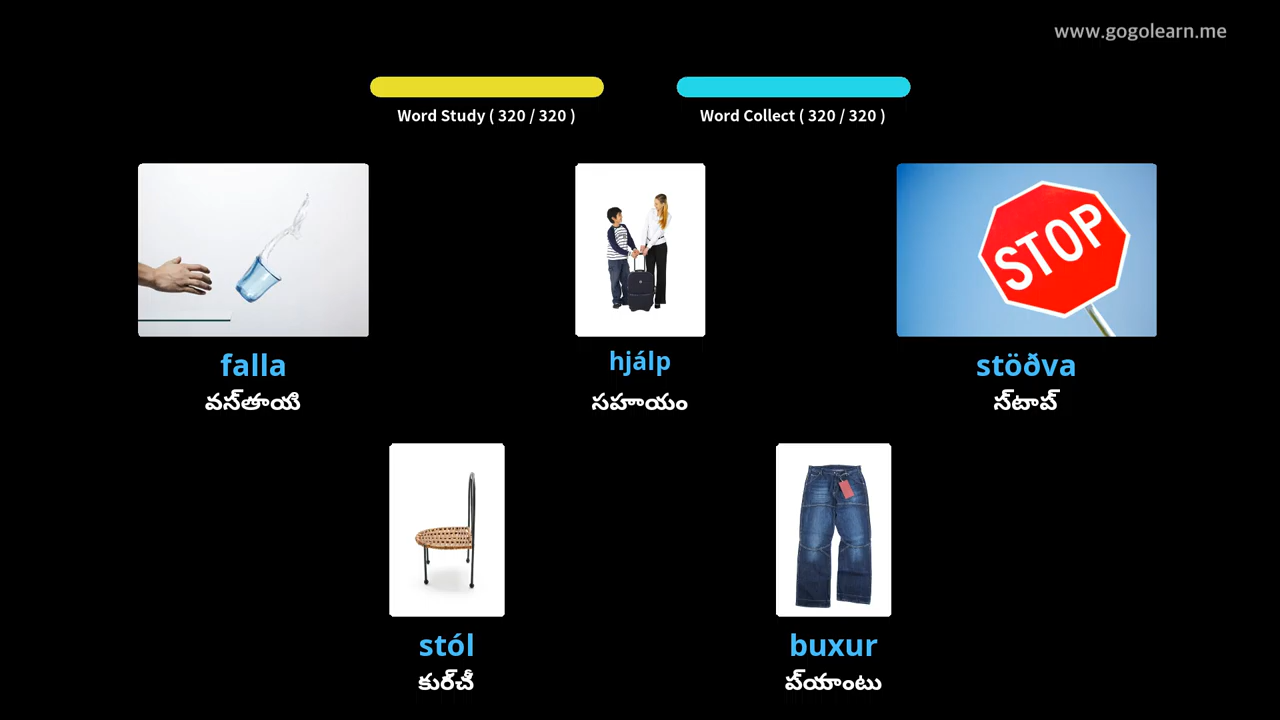 www.gogolearn.me
Word Study ( 320 / 320 )
Word Collect ( 320 / 320 )
STOP
falla
hjálp
stöðva
వస్తాయి
సహాయం
స్టాప్
stól
buxur
కుర్చీ
ప్యాంటు